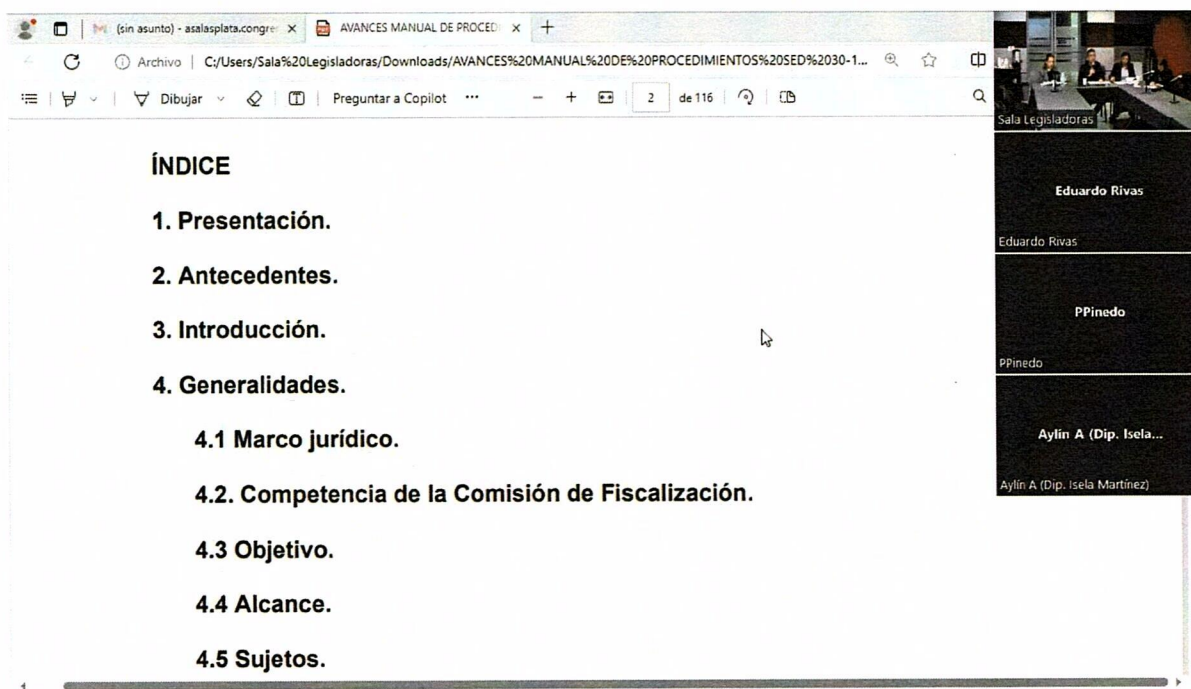 (sin asunto) - asalasplata.congre
AVANCES MANUAL DE PROCED
Archivo | C:/Users/Sala%20Legisladoras/Downloads/AVANCES%20MANUAL%20DE%20PROCEDIMIENTOS%20SED%2030-1...
Dibujar
Preguntar a Copilot ...
2 de 116
ÍNDICE
1. Presentación.
2. Antecedentes.
3. Introducción.
4. Generalidades.
4.1 Marco jurídico.
4.2. Competencia de la Comisión de Fiscalización.
4.3 Objetivo.
4.4 Alcance.
4.5 Sujetos.
Sala Legisladoras
Eduardo Rivas
Eduardo Rivas
PPinedo
PPinedo
Aylín A (Dip. Isela...
Aylín A (Dip. Isela Martínez)